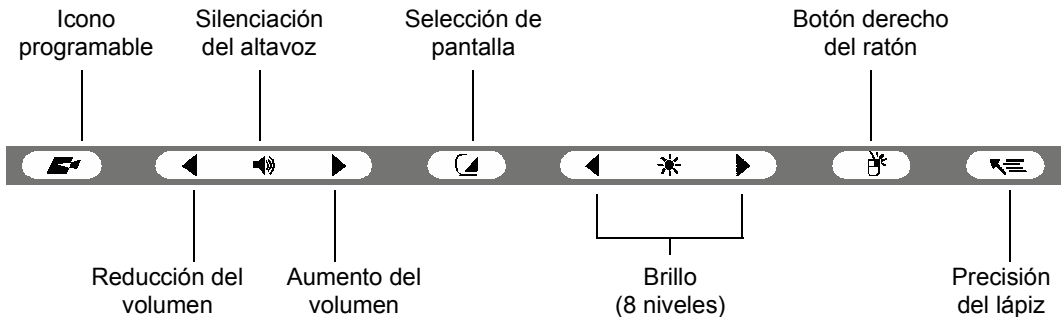 Icono
programable
Silenciación
del altavoz
Selección de
pantalla
Botón derecho
del ratón
Reducción del
volumen
Aumento del
volumen
Brillo
(8 niveles)
Precisión
del lápiz